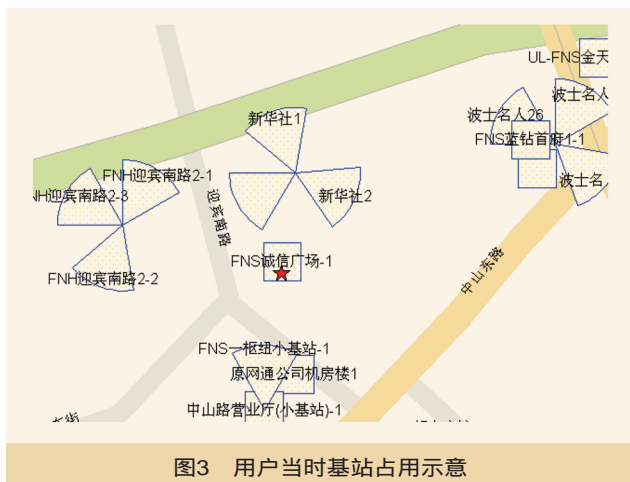 UL-FNS金天
波士名人
新华社1
波士名人26
FNS蓝钻首府1-1
FNH迎宾南路2-1
NH迎宾南路2-3
新华社2
波士名
迎宾南路
FNS诚信广场-1
中山东路
FNH迎宾南路2-2
FNS一枢纽小基站-1
原网通公司机房楼1
中山路营业厅(小基站)-1
图3 用户当时基站占用示意